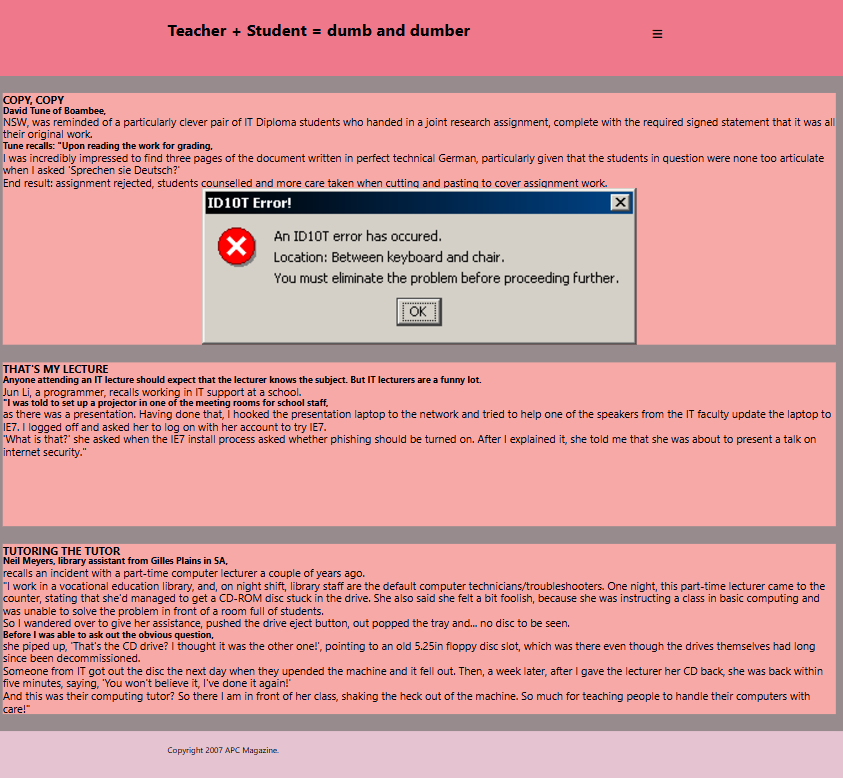 Teacher + Student = dumb and dumber
≡
COPY, COPY
David Tune of Boambee,
NSW, was reminded of a particularly clever pair of IT Diploma students who handed in a joint research assignment, complete with the required signed statement that it was all
their original work.
Tune recalls: "Upon reading the work for grading,
I was incredibly impressed to find three pages of the document written in perfect technical German, particularly given that the students in question were none too articulate
when I asked 'Sprechen sie Deutsch?'
End result: assignment rejected, students counselled and more care taken when cutting and pasting to cover assignment work.
ID10T Error!
An ID10T error has occured.
Location: Between keyboard and chair.
You must eliminate the problem before proceeding further.
OK
THAT'S MY LECTURE
Anyone attending an IT lecture should expect that the lecturer knows the subject. But IT lecturers are a funny lot.
Jun Li, a programmer, recalls working in IT support at a school.
"I was told to set up a projector in one of the meeting rooms for school staff,
as there was a presentation. Having done that, I hooked the presentation laptop to the network and tried to help one of the speakers from the IT faculty update the laptop to
IE7. I logged off and asked her to log on with her account to try IE7.
'What is that?' she asked when the IE7 install process asked whether phishing should be turned on. After I explained it, she told me that she was about to present a talk on
internet security."
TUTORING THE TUTOR
Neil Meyers, library assistant from Gilles Plains in SA,
recalls an incident with a part-time computer lecturer a couple of years ago.
"I work in a vocational education library, and, on night shift, library staff are the default computer technicians/troubleshooters. One night, this part-time lecturer came to the
counter, stating that she'd managed to get a CD-ROM disc stuck in the drive. She also said she felt a bit foolish, because she was instructing a class in basic computing and
was unable to solve the problem in front of a room full of students.
So I wandered over to give her assistance, pushed the drive eject button, out popped the tray and... no disc to be seen.
Before I was able to ask out the obvious question,
she piped up, 'That's the CD drive? I thought it was the other one!', pointing to an old 5.25in floppy disc slot, which was there even though the drives themselves had long
since been decommissioned.
Someone from IT got out the disc the next day when they upended the machine and it fell out. Then, a week later, after I gave the lecturer her CD back, she was back within
five minutes, saying, 'You won't believe it, I've done it again!'
And this was their computing tutor? So there I am in front of her class, shaking the heck out of the machine. So much for teaching people to handle their computers with
care!"
Copyright 2007 APC Magazine.